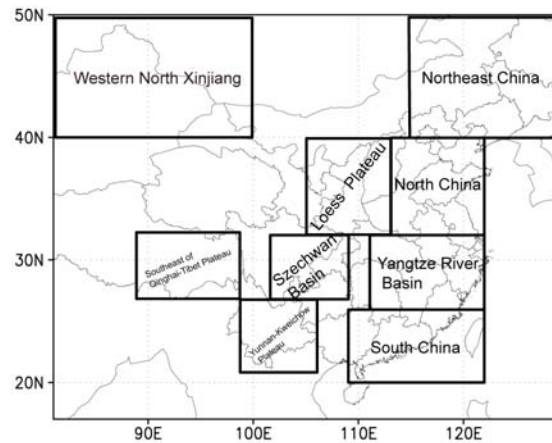 50N
Western North Xinjiang
Northeast China
40N
Loess Plateau
North China
30N
Southeast of
Qinghai-Tibet Plateau
Szechwan
Basin
Yangtze River
Basin
Yunnan-Kweichow
Plateau
South China
20N
90E
100E
110E
120E